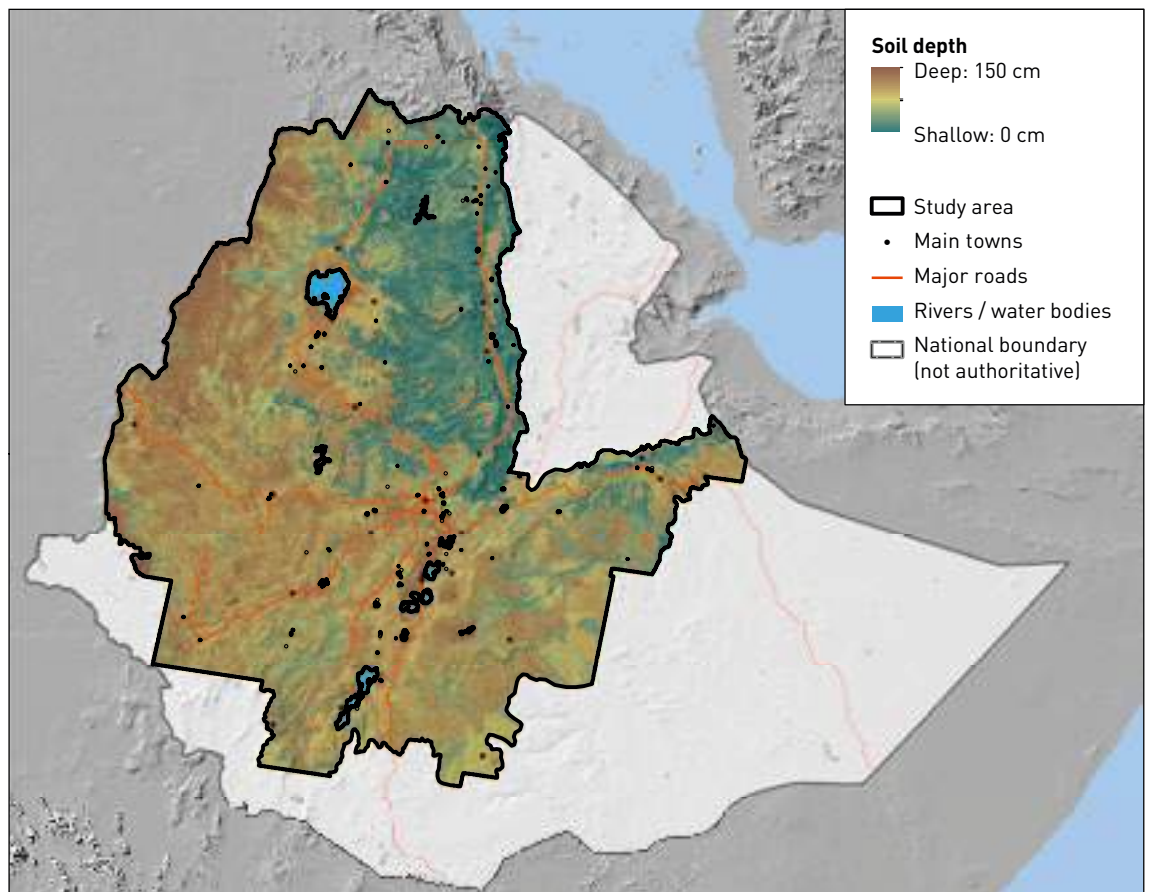 Soil depth
Deep: 150 cm
Shallow: 0 cm
Study area
Main towns
Major roads
Rivers / water bodies
National boundary
(not authoritative)